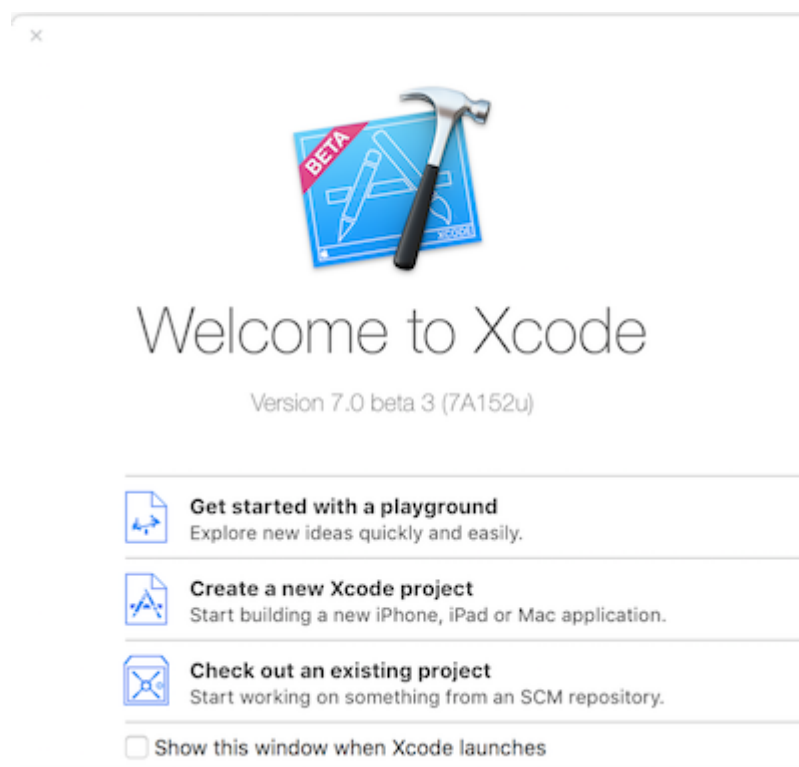 BETA
XCODE
Welcome to Xcode
Version 7.0 beta 3 (7A152u)
Get started with a playground
Explore new ideas quickly and easily.
Create a new Xcode project
Start building a new iPhone, iPad or Mac application.
Check out an existing project
Start working on something from an SCM repository.
Show this window when Xcode launches